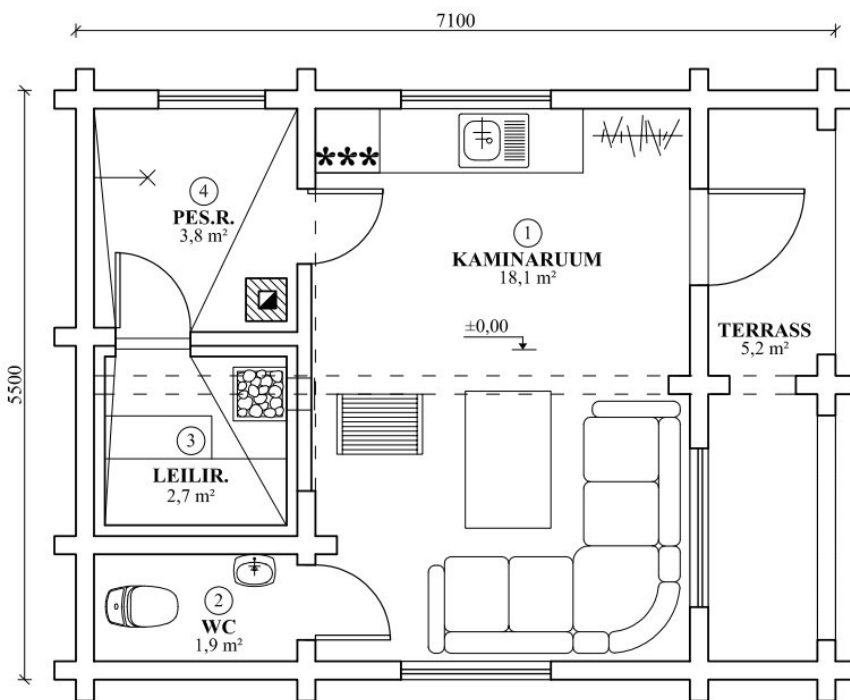 7100
4
PES.R.
3,8 m²
1
KAMINARUUM
18,1 m²
±0,00
TERRASS
5,2 m²
5500
3
LEILIR.
2,7 m²
2
WC
1,9 m²